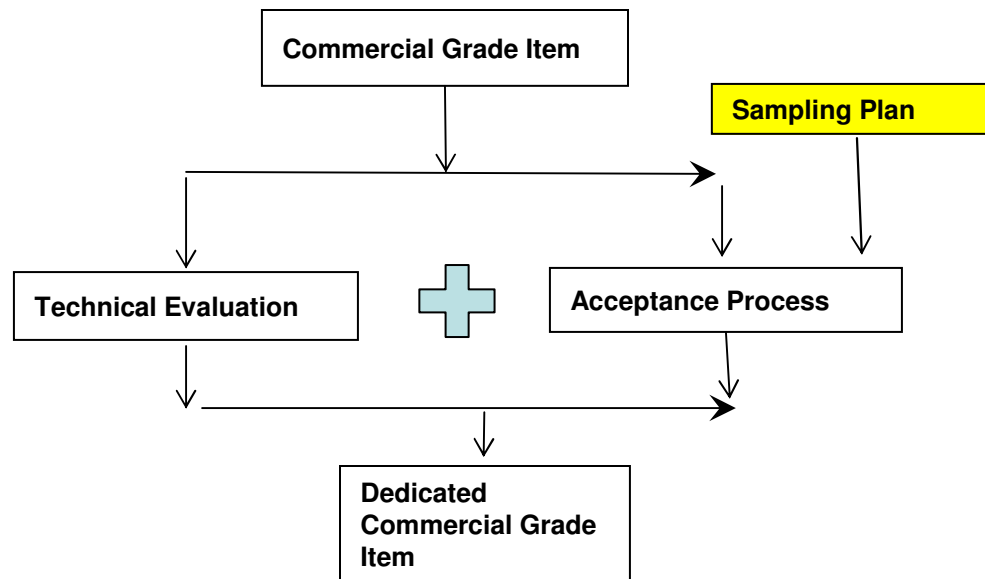 Commercial Grade Item
Sampling Plan
Technical Evaluation
Acceptance Process
Dedicated
Commercial Grade
Item